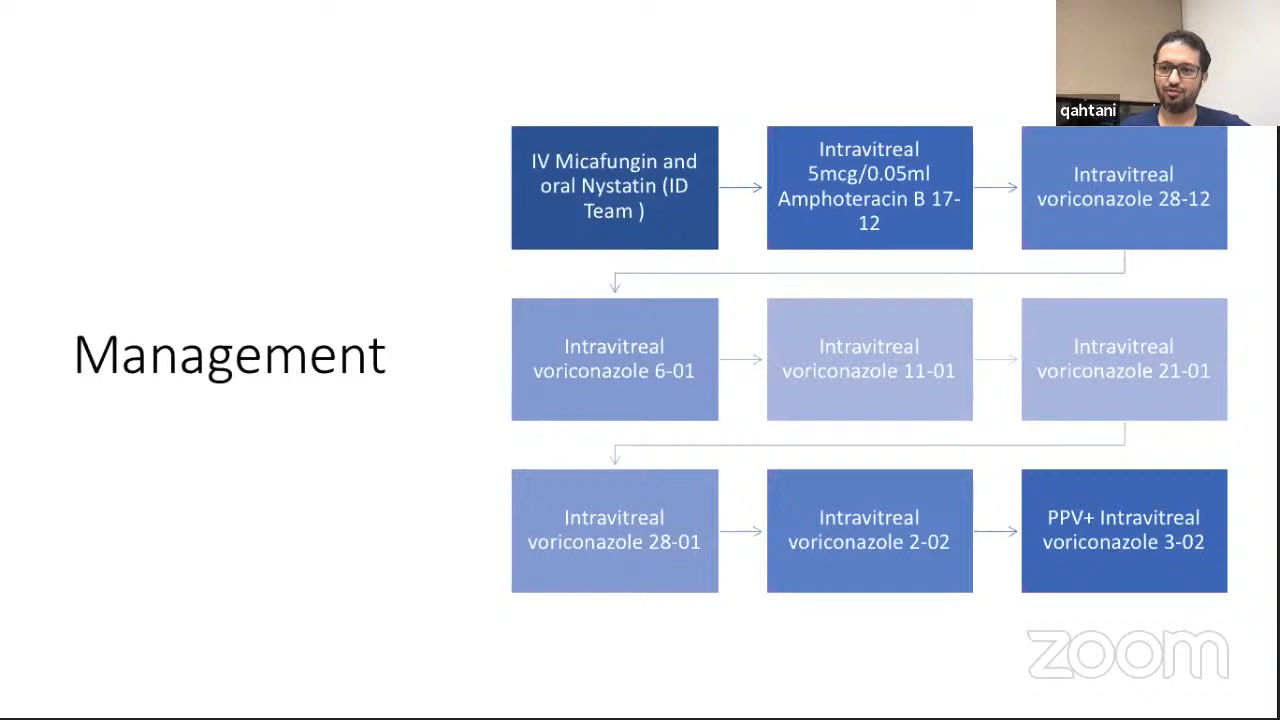 qahtani
IV Micafungin and
oral Nystatin (ID
Team )
Intravitreal
5mcg/0.05ml
Amphoteracin B 17-
12
Intravitreal
voriconazole 28-12
Management
Intravitreal
voriconazole 6-01
Intravitreal
voriconazole 11-01
Intravitreal
voriconazole 21-01
Intravitreal
voriconazole 28-01
Intravitreal
voriconazole 2-02
PPV+ Intravitreal
voriconazole 3-02
zoom